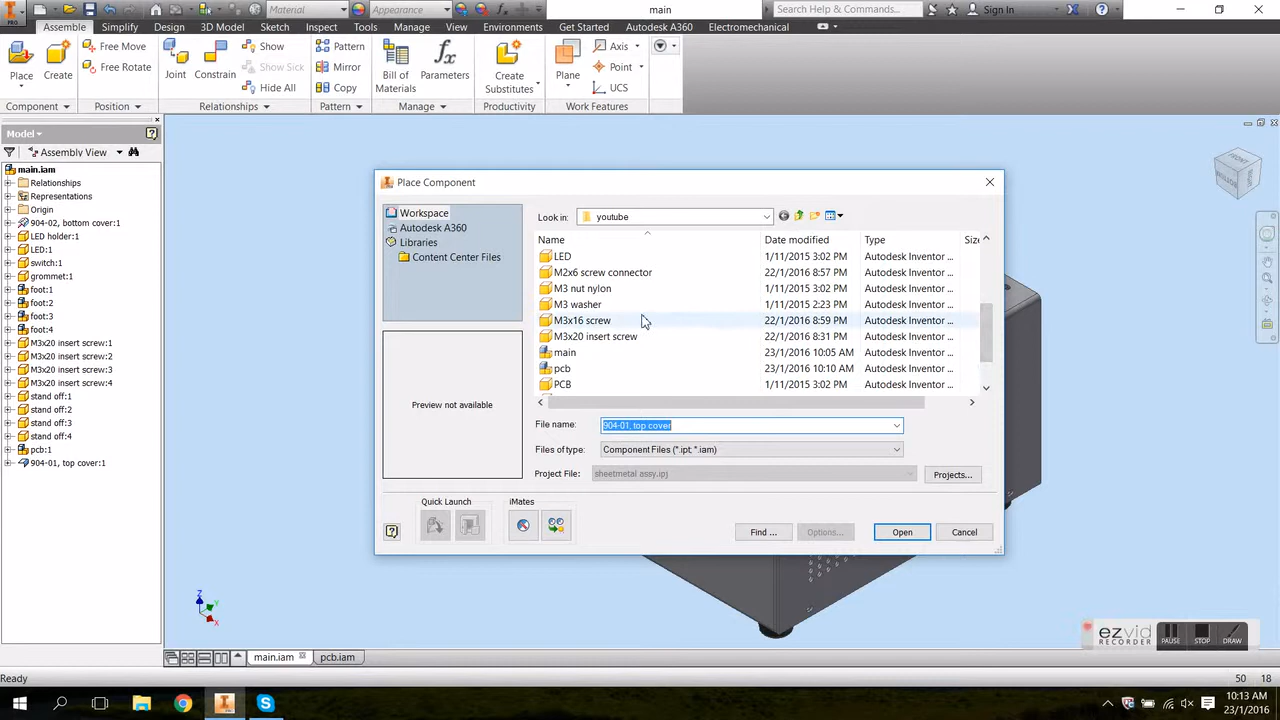 PRO
Material
Appearance
main
Search Help & Commands...
Sign In
Assemble Simplify Design 3D Model Sketch Inspect Tools Manage View Environments Get Started Autodesk A360 Electromechanical
Place
Create
Free Move
Free Rotate
Joint
Constrain
Show
Show Sick
Hide All
Pattern
Mirror
Copy
Bill of
Materials
Parameters
Create
Substitutes
Plane
Axis
Point
UCS
Component Position Relationships Pattern Manage Productivity Work Features
Model
Assembly View
main.iam
Relationships
Representations
Origin
904-02, bottom cover:1
LED holder:1
LED:1
switch:1
grommet:1
foot:1
foot:2
foot:3
foot:4
M3x20 insert screw:1
M3x20 insert screw:2
M3x20 insert screw:3
M3x20 insert screw:4
stand off:1
stand off:2
stand off:3
stand off:4
pcb:1
904-01, top cover:1
Place Component
Workspace
Autodesk A360
Libraries
Content Center Files
Preview not available
Look in: youtube
Name Date modified Type Size
LED 1/11/2015 3:02 PM Autodesk Inventor ...
M2x6 screw connector 22/1/2016 8:57 PM Autodesk Inventor ...
M3 nut nylon 1/11/2015 3:02 PM Autodesk Inventor ...
M3 washer 1/11/2015 2:23 PM Autodesk Inventor ...
M3x16 screw 22/1/2016 8:59 PM Autodesk Inventor ...
M3x20 insert screw 22/1/2016 8:31 PM Autodesk Inventor ...
main 23/1/2016 10:05 AM Autodesk Inventor ...
pcb 23/1/2016 10:10 AM Autodesk Inventor ...
PCB 1/11/2015 3:02 PM Autodesk Inventor ...
File name: 904-01, top cover
Files of type: Component Files (*.ipt; *.iam)
Project File: sheetmetal assy.ipj Projects...
Quick Launch iMates
Find ... Options... Open Cancel
FRONT
RIGHT
Z
Y
X
ezvid
RECORDER
PAUSE STOP DRAW
main.iam pcb.iam
Ready 50 18
10:13 AM
23/1/2016